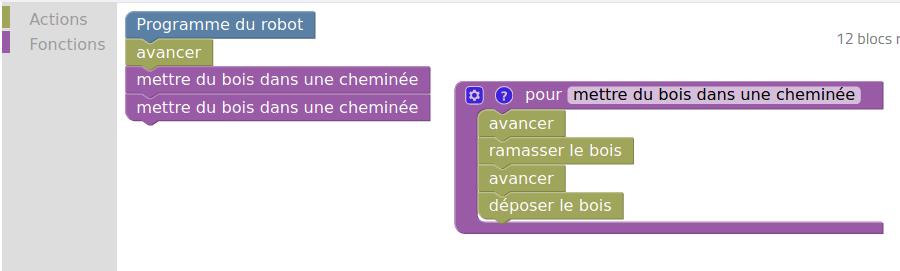 Actions
Fonctions
Programme du robot
avancer
mettre du bois dans une cheminée
mettre du bois dans une cheminée
12 blocs r
? pour mettre du bois dans une cheminée
avancer
ramasser le bois
avancer
déposer le bois